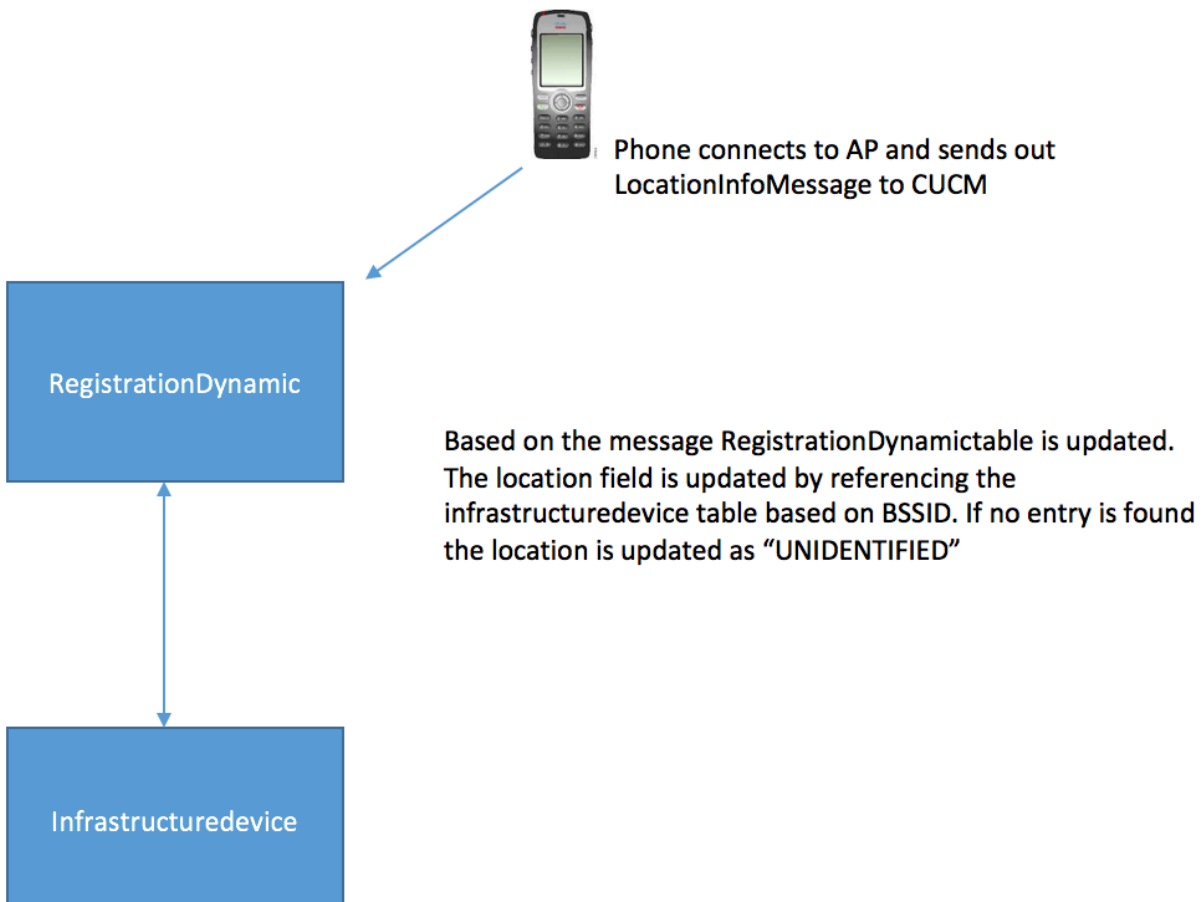 Phone connects to AP and sends out
LocationInfoMessage to CUCM
RegistrationDynamic
Based on the message RegistrationDynamictable is updated.
The location field is updated by referencing the
infrastructuredevice table based on BSSID. If no entry is found
the location is updated as “UNIDENTIFIED”
Infrastructuredevice